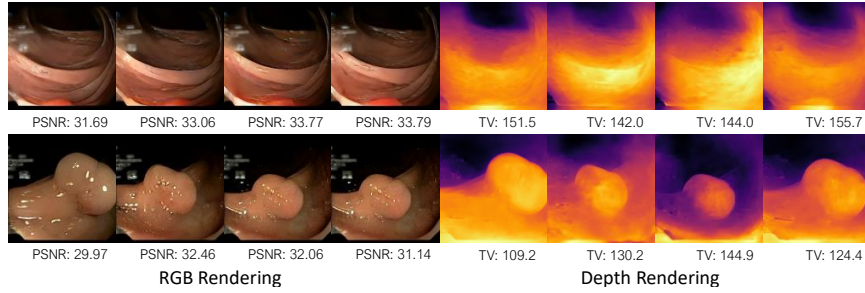 PSNR: 31.69 PSNR: 33.06 PSNR: 33.77 PSNR: 33.79 TV: 151.5 TV: 142.0 TV: 144.0 TV: 155.7
PSNR: 29.97 PSNR: 32.46 PSNR: 32.06 PSNR: 31.14 TV: 109.2 TV: 130.2 TV: 144.9 TV: 124.4
RGB Rendering Depth Rendering